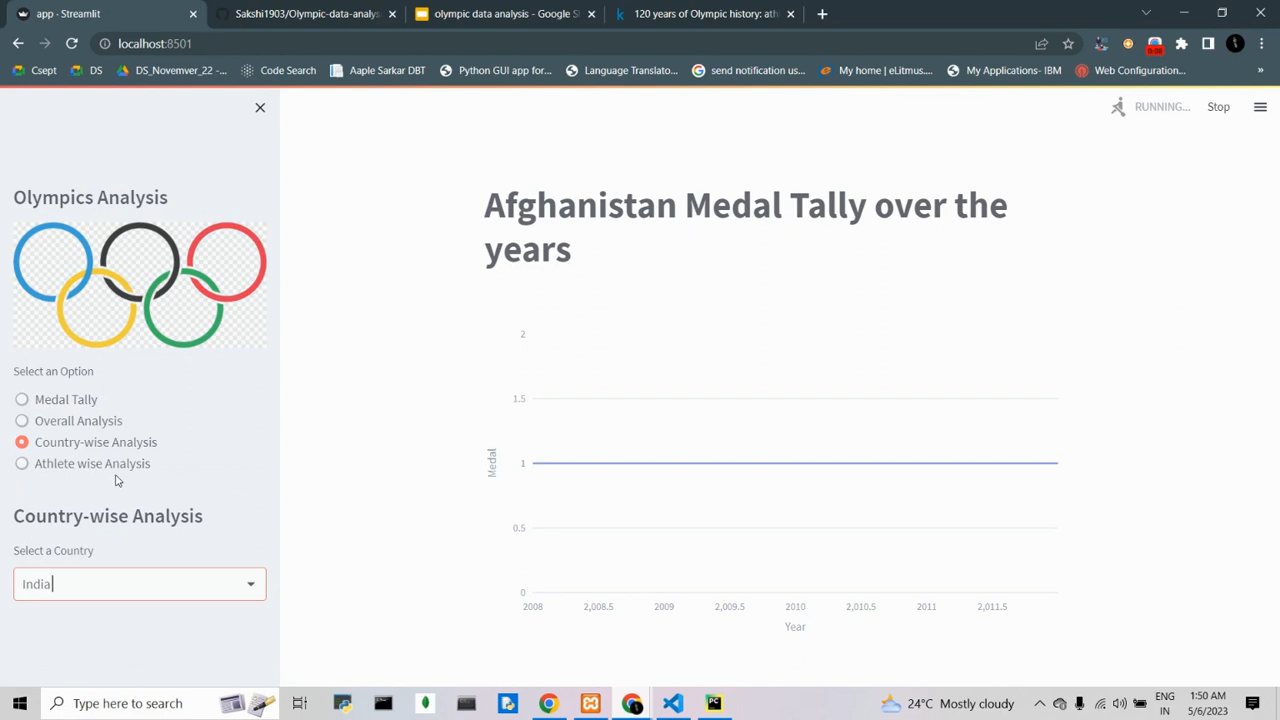 app · Streamlit
Sakshi1903/Olympic-data-analys
olympic data analysis - Google S
120 years of Olympic history: ath
localhost:8501
0:08
Csept
DS
DS_Novemver_22 -...
Code Search
Aaple Sarkar DBT
Python GUI app for...
Language Translato...
send notification us...
My home | eLitmus....
My Applications- IBM
Web Configuration...
»
RUNNING...
Stop
Olympics Analysis
Select an Option
Medal Tally
Overall Analysis
Country-wise Analysis
Athlete wise Analysis
Country-wise Analysis
Select a Country
India
Afghanistan Medal Tally over the
years
2
1.5
1
0.5
0
Medal
2008
2,008.5
2009
2,009.5
2010
2,010.5
2011
2,011.5
Year
Type here to search
24°C Mostly cloudy
ENG
IN
1:50 AM
5/6/2023